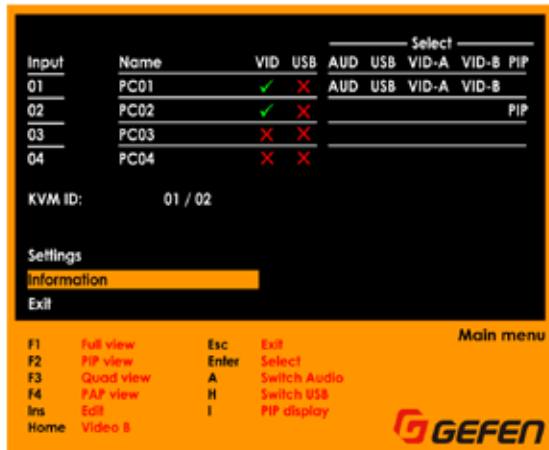 Select
Input Name VID USB AUD USB VID-A VID-B PIP
01 PC01 ✓ X AUD USB VID-A VID-B
02 PC02 ✓ X PIP
03 PC03 X X
04 PC04 X X
KVM ID: 01 / 02
Settings
Information
Exit
Main menu
F1 Full view Esc Exit
F2 PIP view Enter Select
F3 Quad view A Switch Audio
F4 PAP view H Switch USB
Ins Edit I PIP display
Home Video B
GEFEN